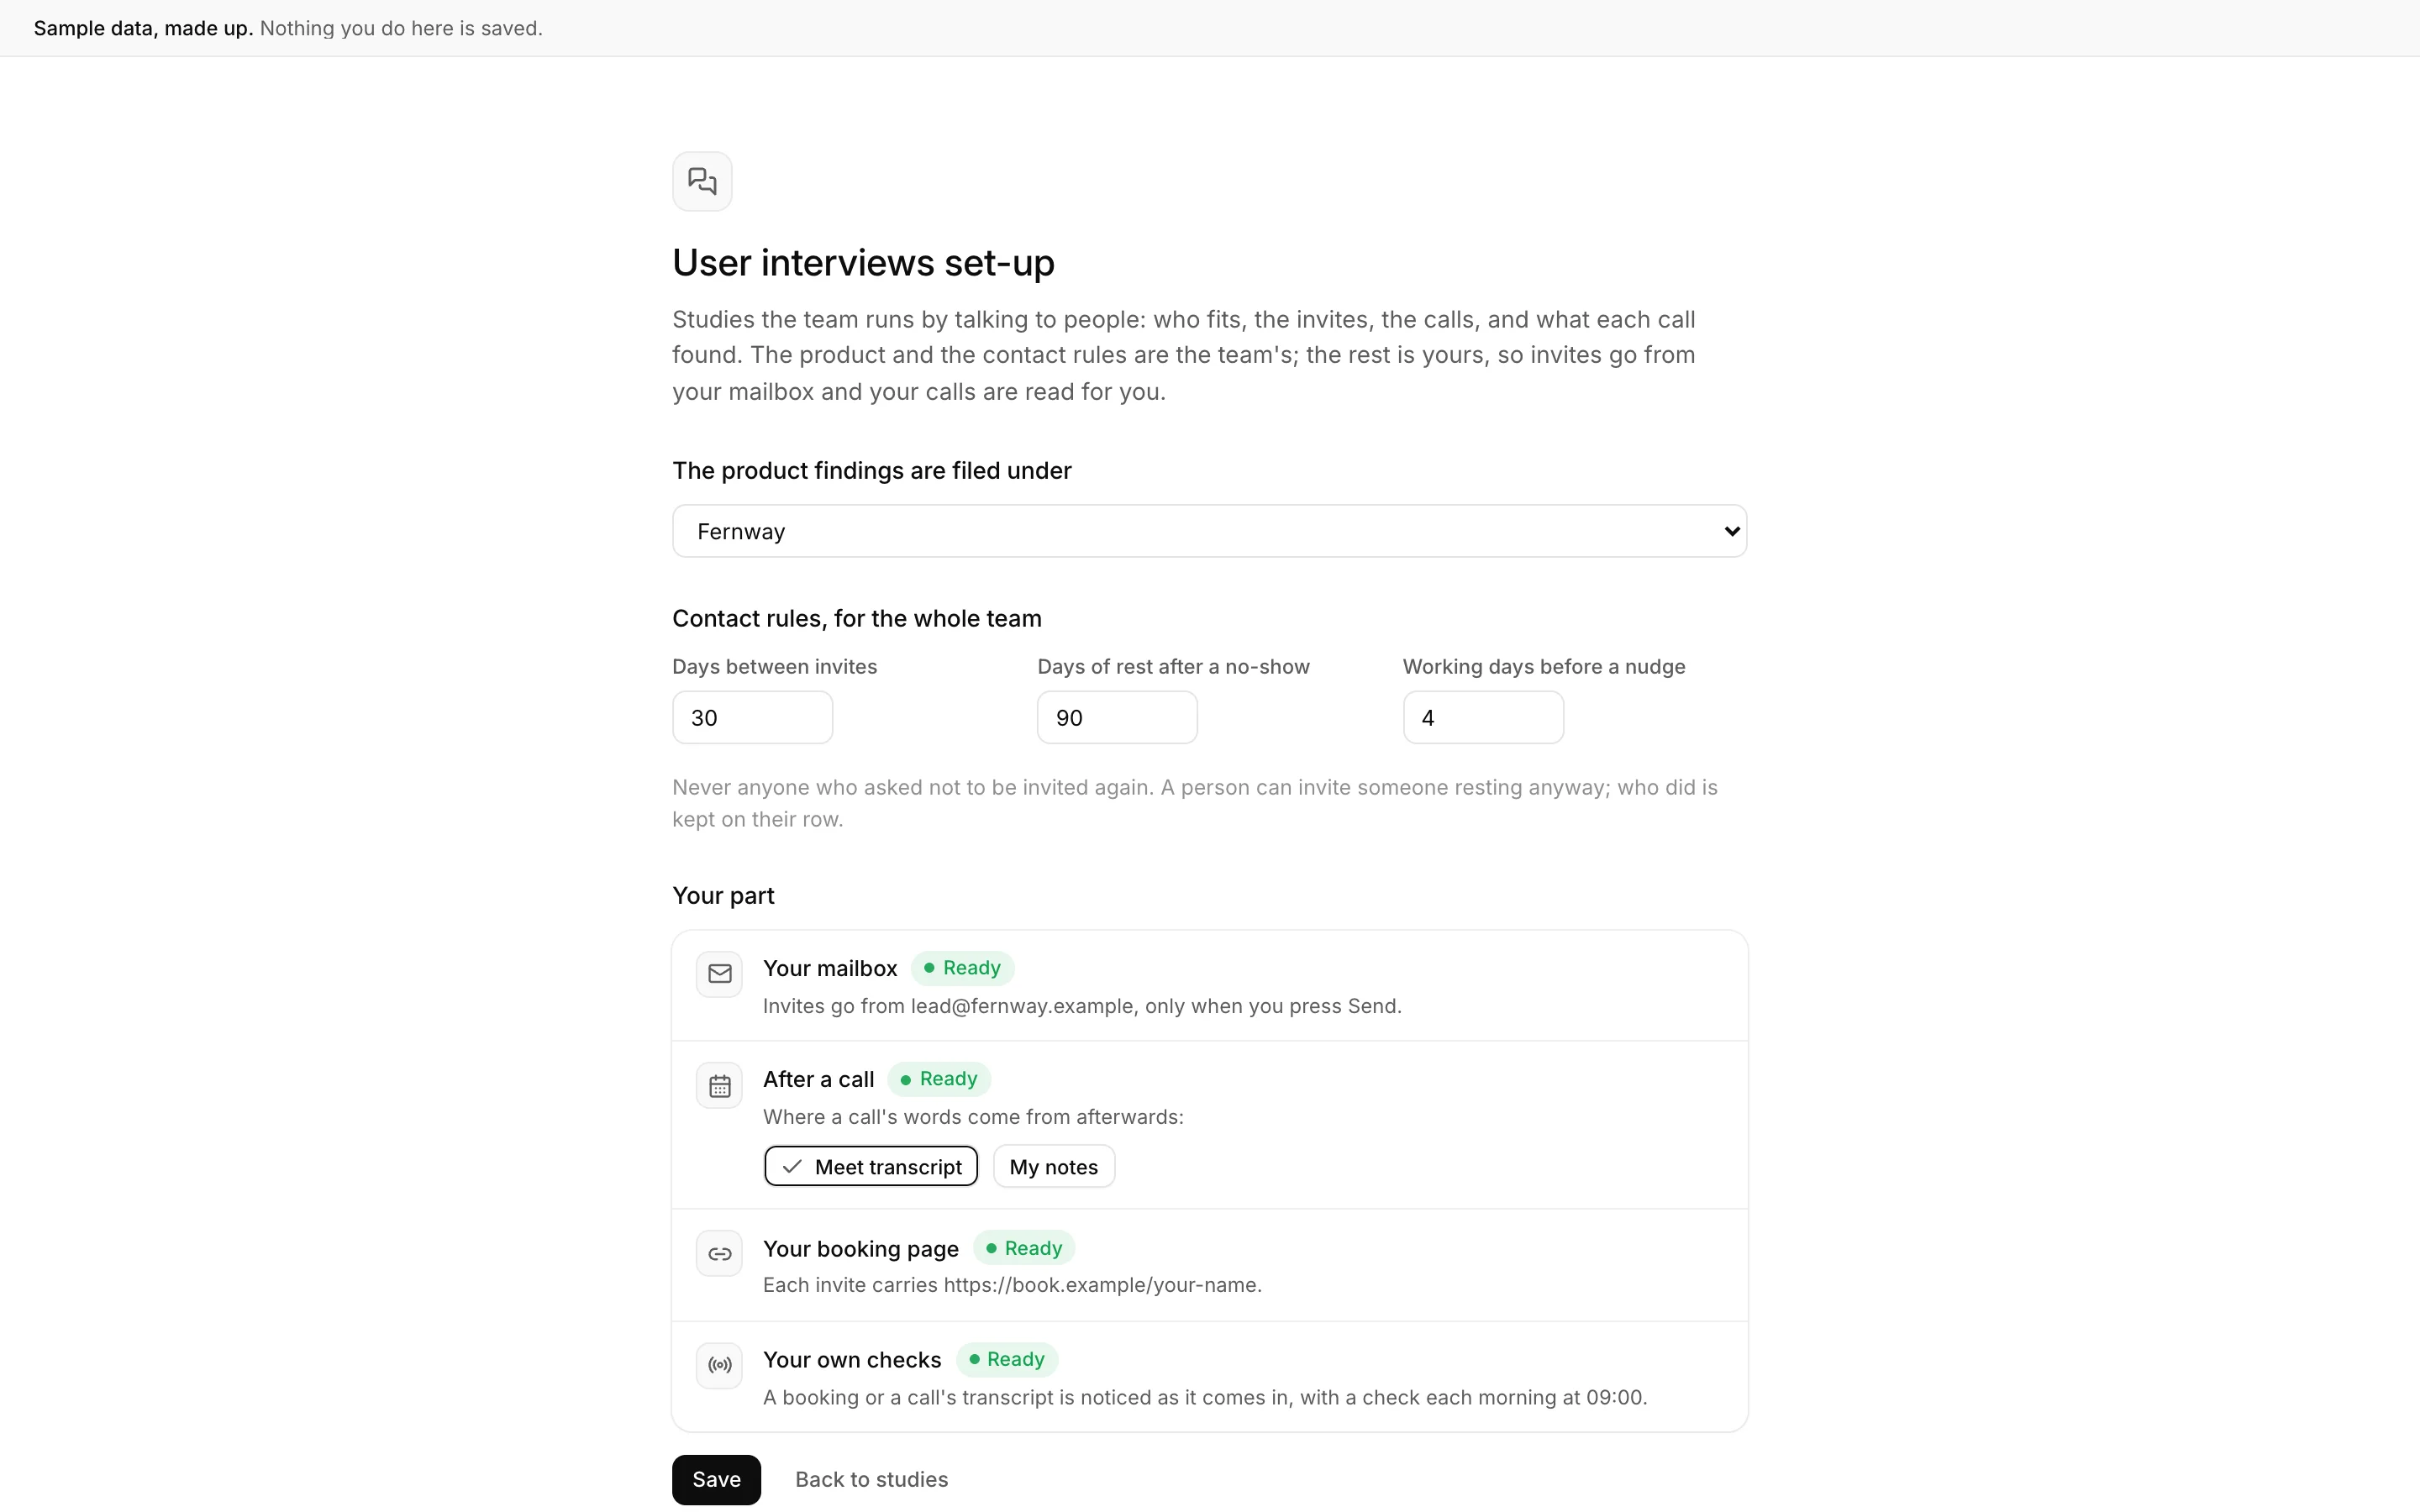 Sample data, made up. Nothing you do here is saved.
User interviews set-up
Studies the team runs by talking to people: who fits, the invites, the calls, and what each call
found. The product and the contact rules are the team's; the rest is yours, so invites go from
your mailbox and your calls are read for you.
The product findings are filed under
Fernway
Contact rules, for the whole team
Days between invites
30
Days of rest after a no-show
90
Working days before a nudge
4
Never anyone who asked not to be invited again. A person can invite someone resting anyway; who did is
kept on their row.
Your part
Your mailbox Ready
Invites go from lead@fernway.example, only when you press Send.
After a call Ready
Where a call's words come from afterwards:
Meet transcript My notes
Your booking page Ready
Each invite carries https://book.example/your-name.
Your own checks Ready
A booking or a call's transcript is noticed as it comes in, with a check each morning at 09:00.
Save Back to studies